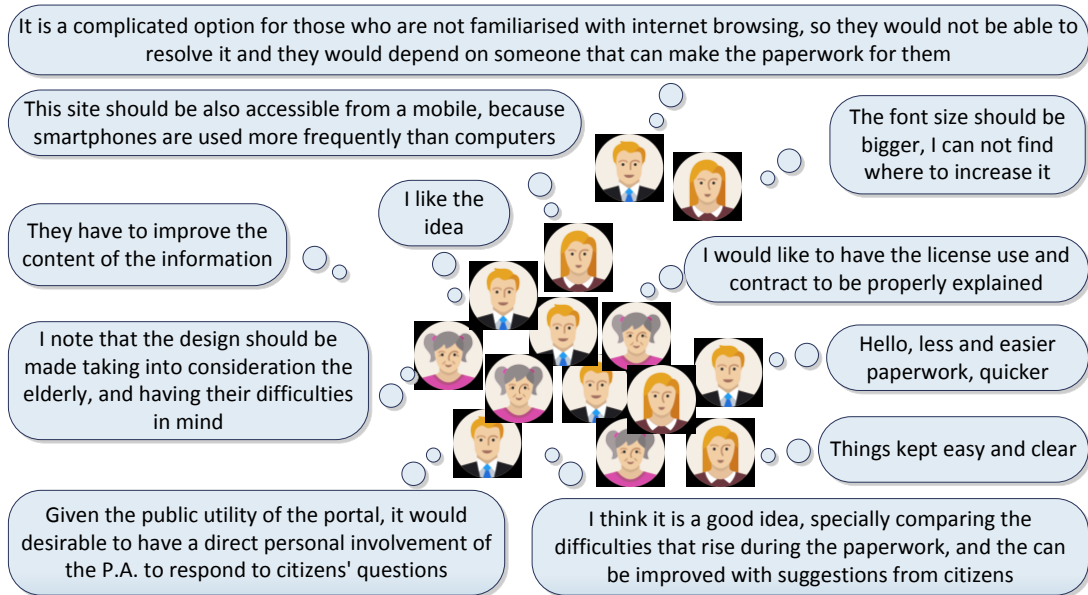 It is a complicated option for those who are not familiarised with internet browsing, so they would not be able to
resolve it and they would depend on someone that can make the paperwork for them
This site should be also accessible from a mobile, because
smartphones are used more frequently than computers
The font size should be
bigger, I can not find
where to increase it
I like the
idea
They have to improve the
content of the information
I would like to have the license use and
contract to be properly explained
I note that the design should be
made taking into consideration the
elderly, and having their difficulties
in mind
Hello, less and easier
paperwork, quicker
Things kept easy and clear
Given the public utility of the portal, it would
desirable to have a direct personal involvement of
the P.A. to respond to citizens' questions
I think it is a good idea, specially comparing the
difficulties that rise during the paperwork, and the can
be improved with suggestions from citizens